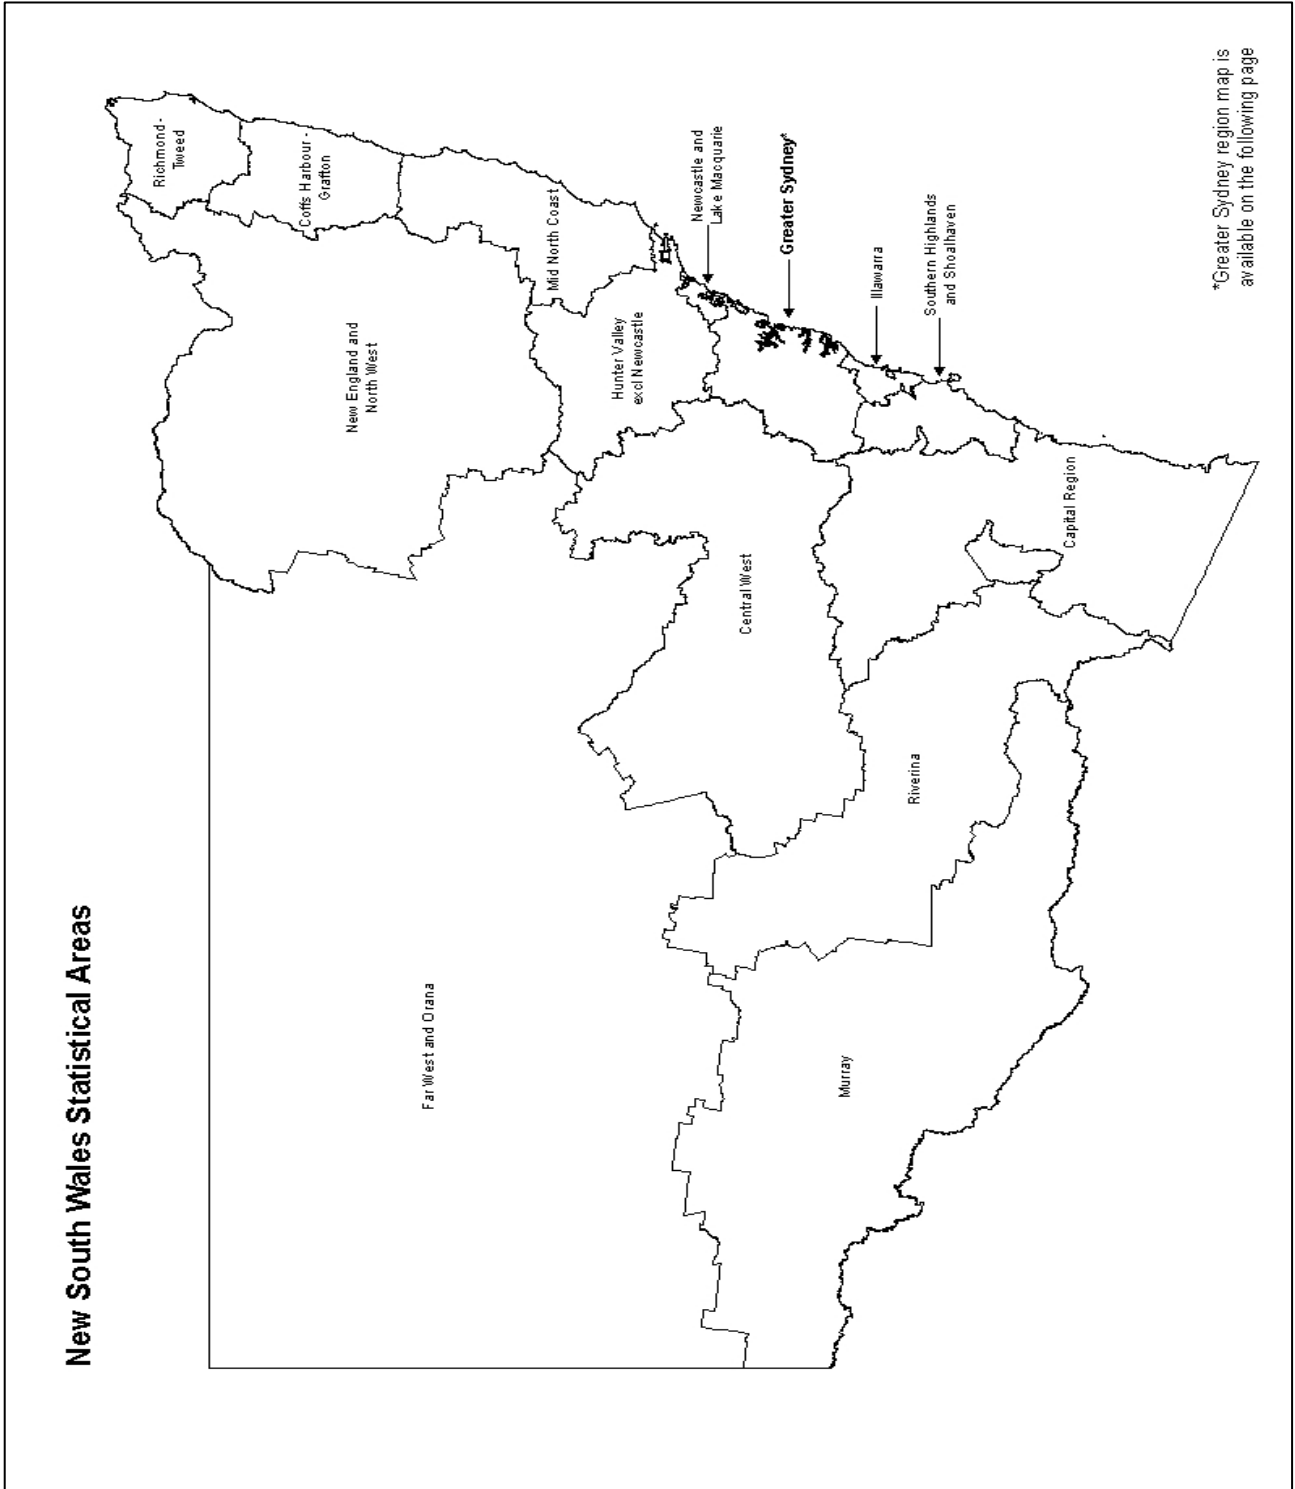 New South Wales Statistical Areas
Richmond -
Tweed
Coffs Harbour -
Grafton
New England and
North West
Mid North Coast
Hunter Valley
excl Newcastle
Newcastle and
Lake Macquarie
Greater Sydney*
Illawarra
Southern Highlands
and Shoalhaven
Far West and Orana
Central West
Capital Region
Riverina
Murray
*Greater Sydney region map is
available on the following page